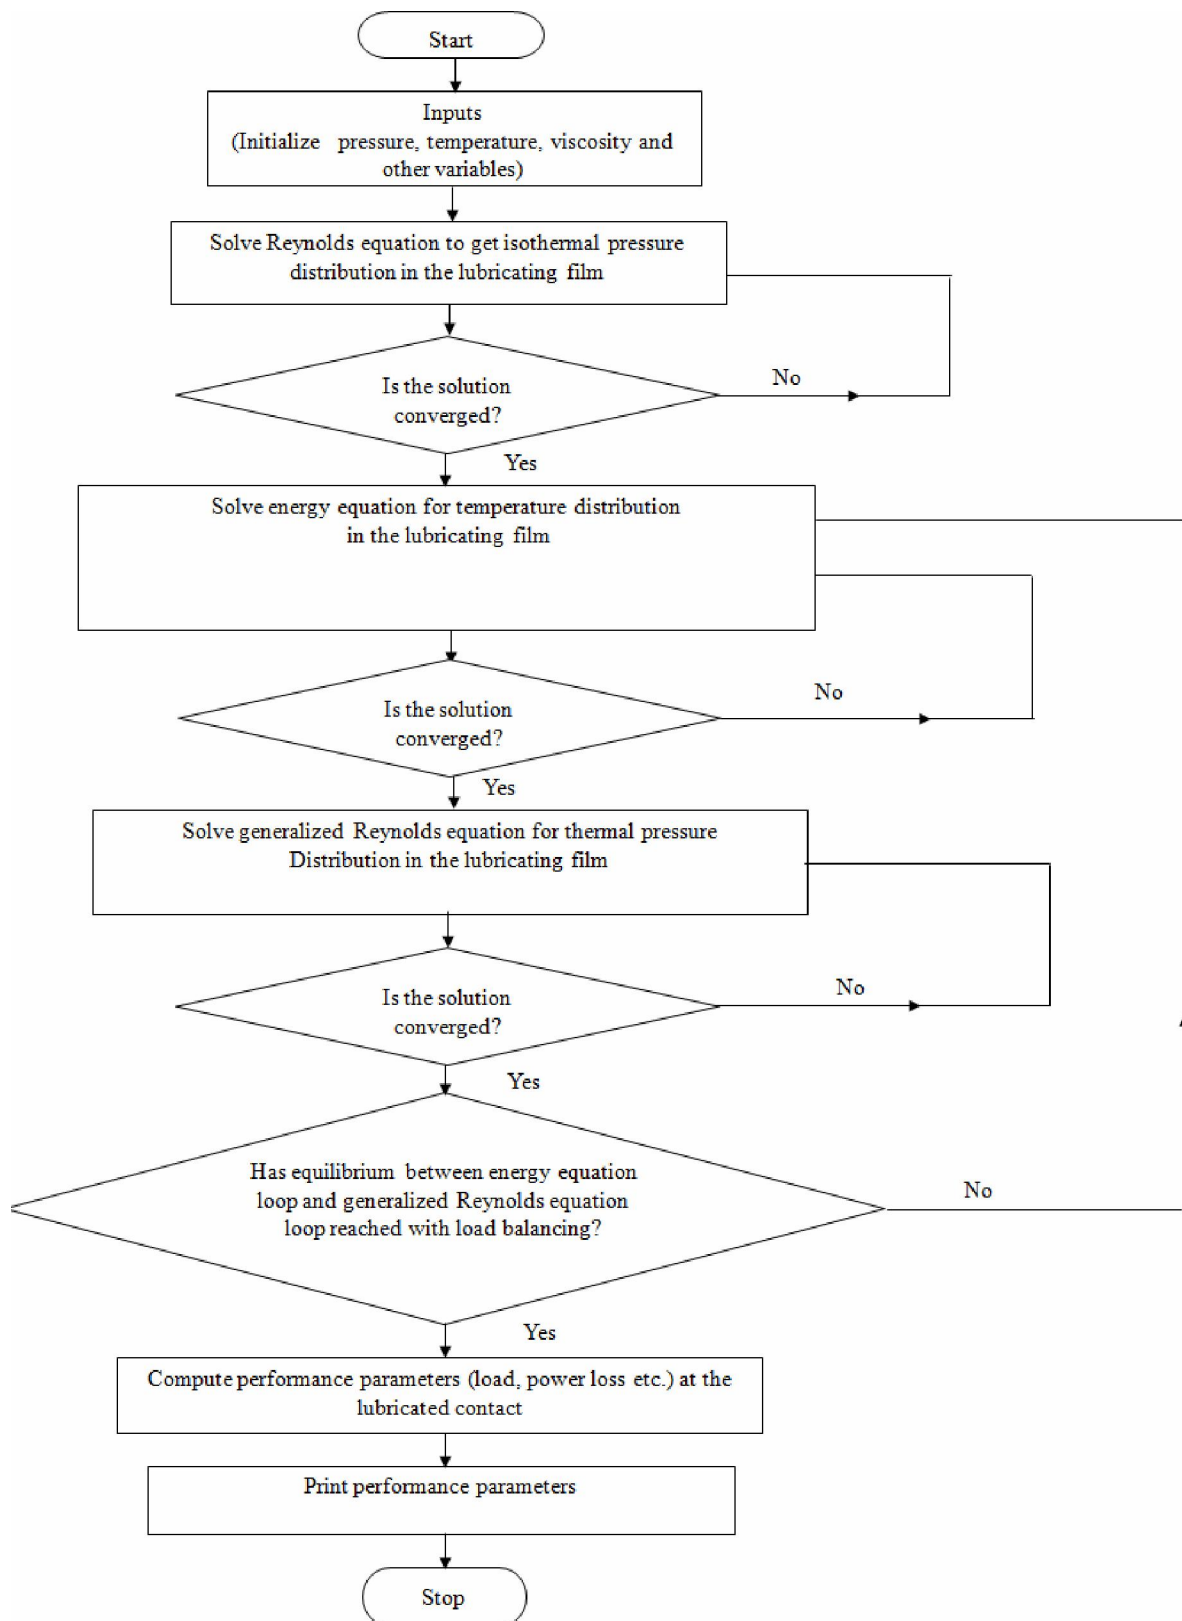 Start
Inputs
(Initialize pressure, temperature, viscosity and
other variables)
Solve Reynolds equation to get isothermal pressure
distribution in the lubricating film
No
Is the solution
converged?
Yes
Solve energy equation for temperature distribution
in the lubricating film
No
Is the solution
converged?
Yes
Solve generalized Reynolds equation for thermal pressure
Distribution in the lubricating film
No
Is the solution
converged?
Yes
Has equilibrium between energy equation
loop and generalized Reynolds equation
loop reached with load balancing?
No
Yes
Compute performance parameters (load, power loss etc.) at the
lubricated contact
Print performance parameters
Stop